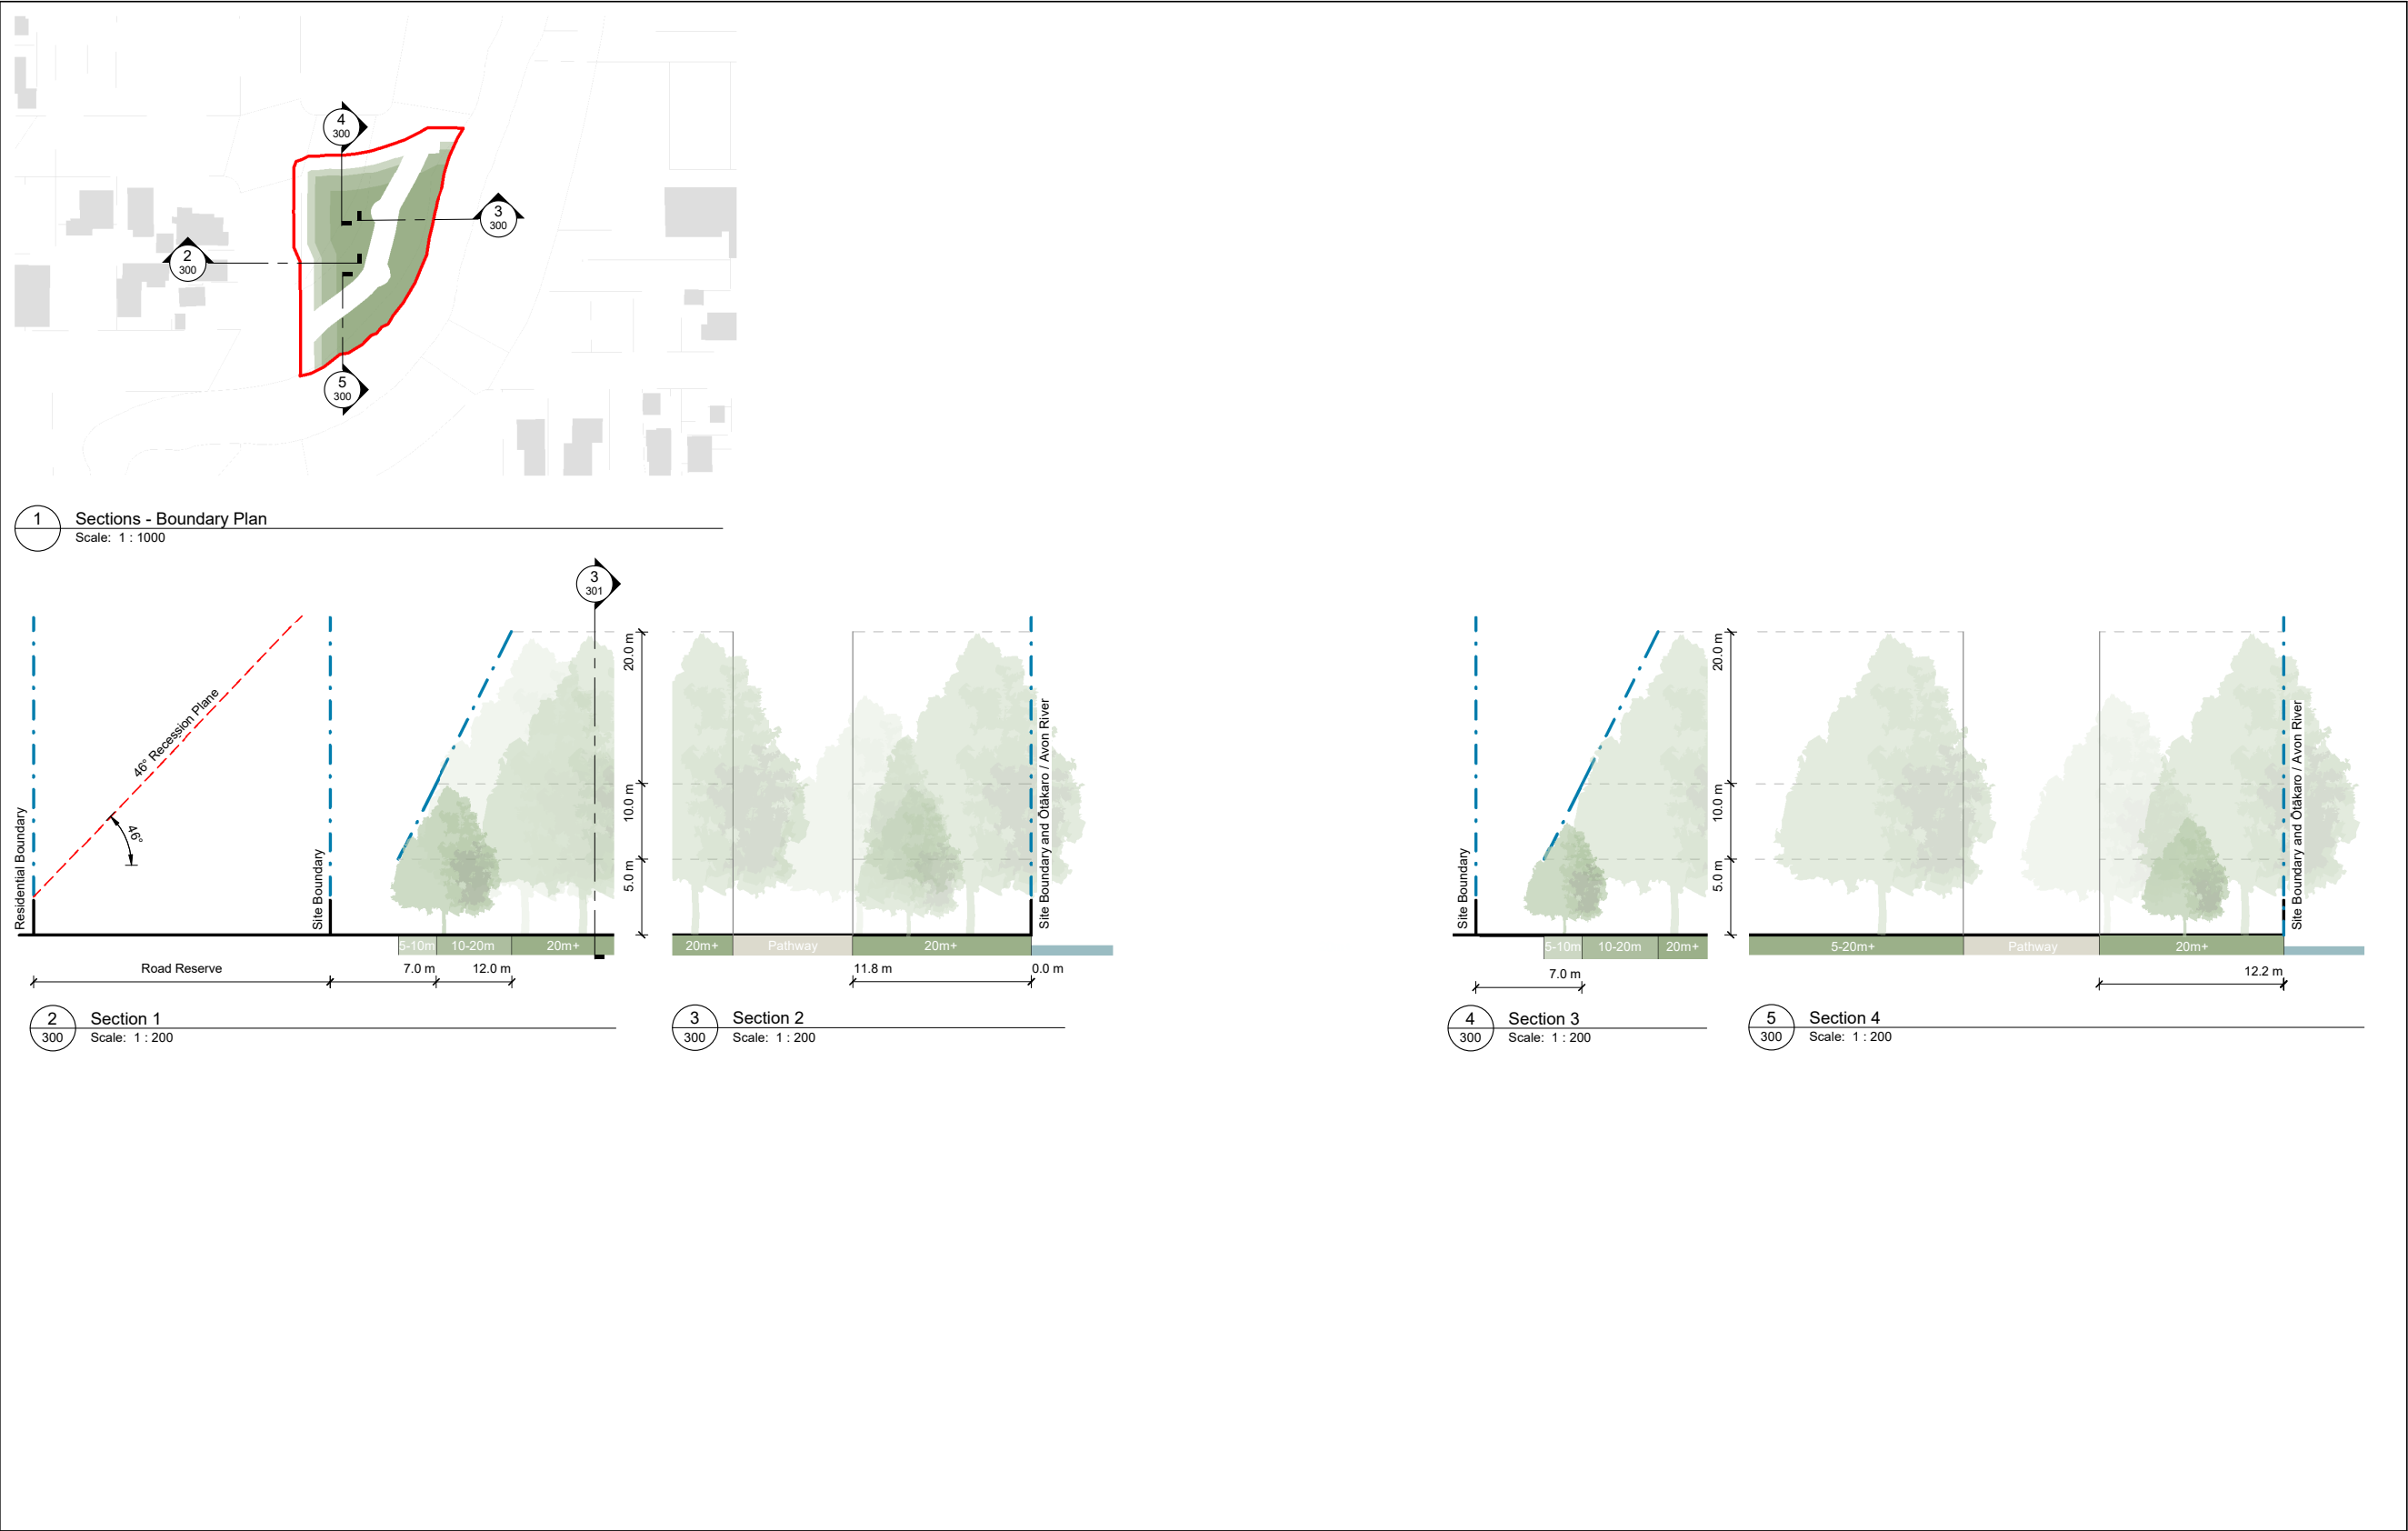 4
300
3
300
2
300
5
300
1
Sections - Boundary Plan
Scale: 1 : 1000
3
301
Residential Boundary
46° Recession Plane
46°
Site Boundary
20.0 m
10.0 m
5.0 m
5-10m
10-20m
20m+
Road Reserve
7.0 m
12.0 m
2
300
Section 1
Scale: 1 : 200
20m+
Pathway
20m+
Site Boundary and Ōtākaro / Avon River
11.8 m
0.0 m
3
300
Section 2
Scale: 1 : 200
Site Boundary
20.0 m
10.0 m
5.0 m
5-10m
10-20m
20m+
7.0 m
4
300
Section 3
Scale: 1 : 200
5-20m+
Pathway
20m+
Site Boundary and Ōtākaro / Avon River
12.2 m
5
300
Section 4
Scale: 1 : 200